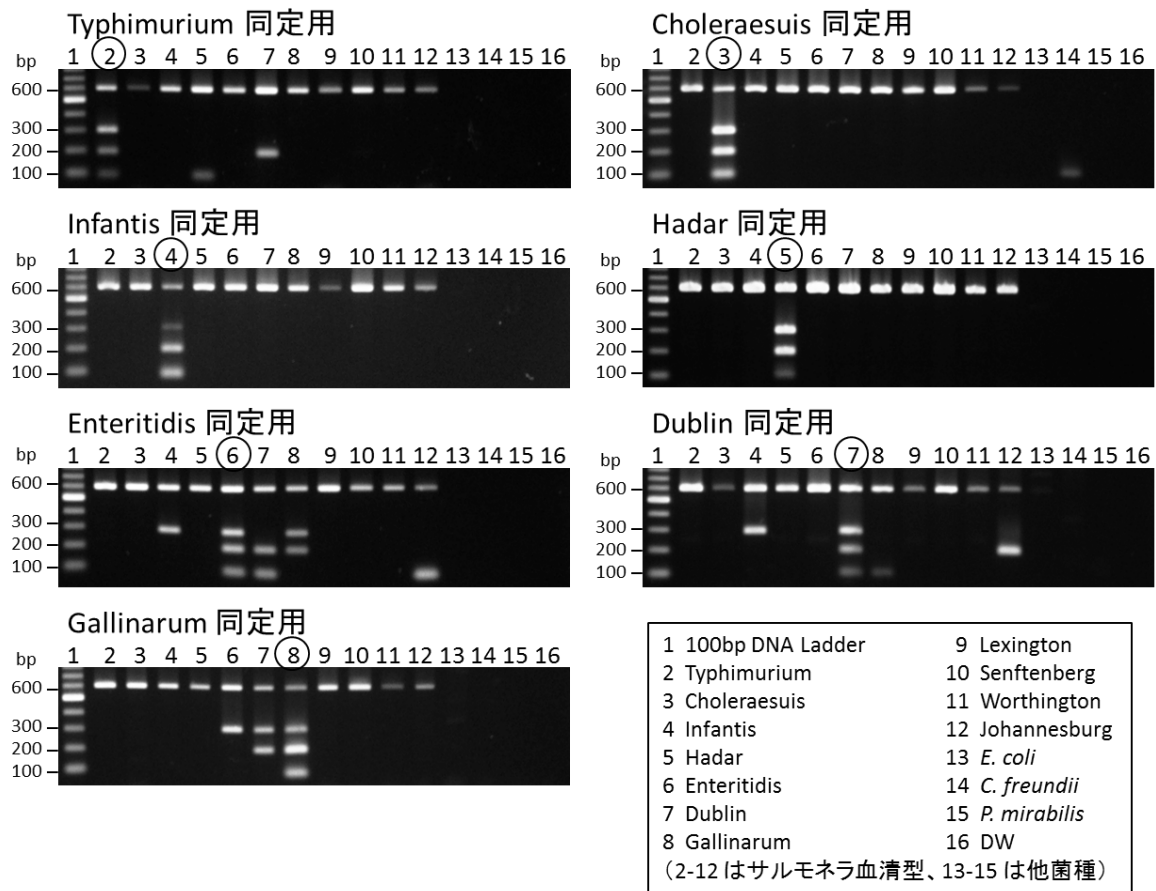 Typhimurium 同定用
bp 1 2 3 4 5 6 7 8 9 10 11 12 13 14 15 16
600
300
200
100
Choleraesuis 同定用
bp 1 2 3 4 5 6 7 8 9 10 11 12 13 14 15 16
600
300
200
100
Infantis 同定用
bp 1 2 3 4 5 6 7 8 9 10 11 12 13 14 15 16
600
300
200
100
Hadar 同定用
bp 1 2 3 4 5 6 7 8 9 10 11 12 13 14 15 16
600
300
200
100
Enteritidis 同定用
bp 1 2 3 4 5 6 7 8 9 10 11 12 13 14 15 16
600
300
200
100
Dublin 同定用
bp 1 2 3 4 5 6 7 8 9 10 11 12 13 14 15 16
600
300
200
100
Gallinarum 同定用
bp 1 2 3 4 5 6 7 8 9 10 11 12 13 14 15 16
600
300
200
100
1 100bp DNA Ladder
2 Typhimurium
3 Choleraesuis
4 Infantis
5 Hadar
6 Enteritidis
7 Dublin
8 Gallinarum
9 Lexington
10 Senftenberg
11 Worthington
12 Johannesburg
13 E. coli
14 C. freundii
15 P. mirabilis
16 DW
（2-12 はサルモネラ血清型、13-15 は他菌種）